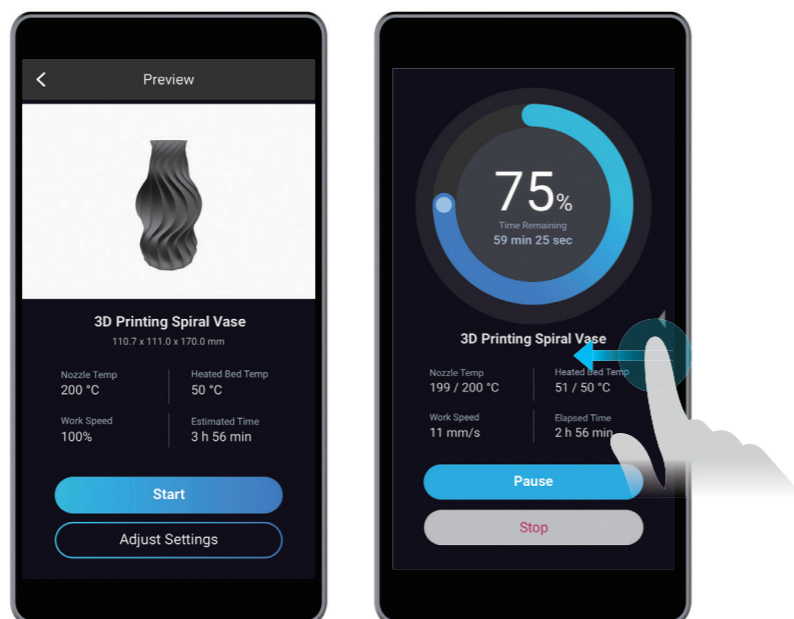 Preview
3D Printing Spiral Vase
110.7 x 111.0 x 170.0 mm
Nozzle Temp
200 °C
Heated Bed Temp
50 °C
Work Speed
100%
Estimated Time
3 h 56 min
Start
Adjust Settings
75%
Time Remaining
59 min 25 sec
3D Printing Spiral Vase
Nozzle Temp
199 / 200 °C
Heated Bed Temp
51 / 50 °C
Work Speed
11 mm/s
Elapsed Time
2 h 56 min
Pause
Stop